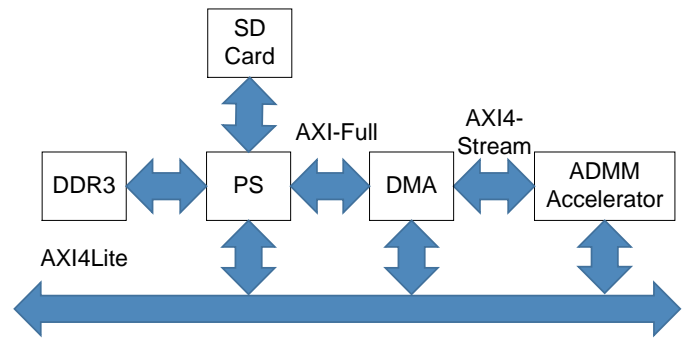 SD
Card
AXI-Full
AXI4-
Stream
DDR3
PS
DMA
ADMM
Accelerator
AXI4Lite